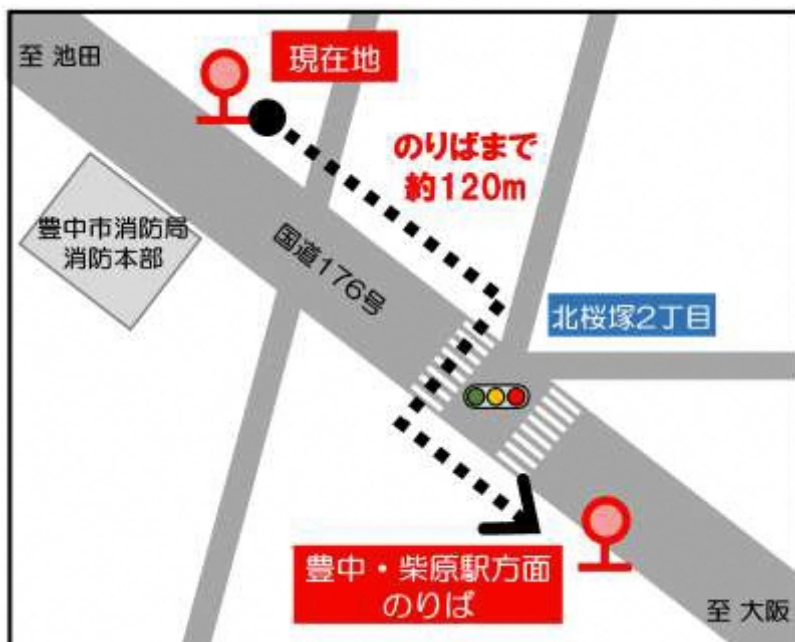 至 池田
現在地
のりばまで
約120m
豊中市消防局
消防本部
国道176号
北桜塚2丁目
豊中・柴原駅方面
のりば
至 大阪